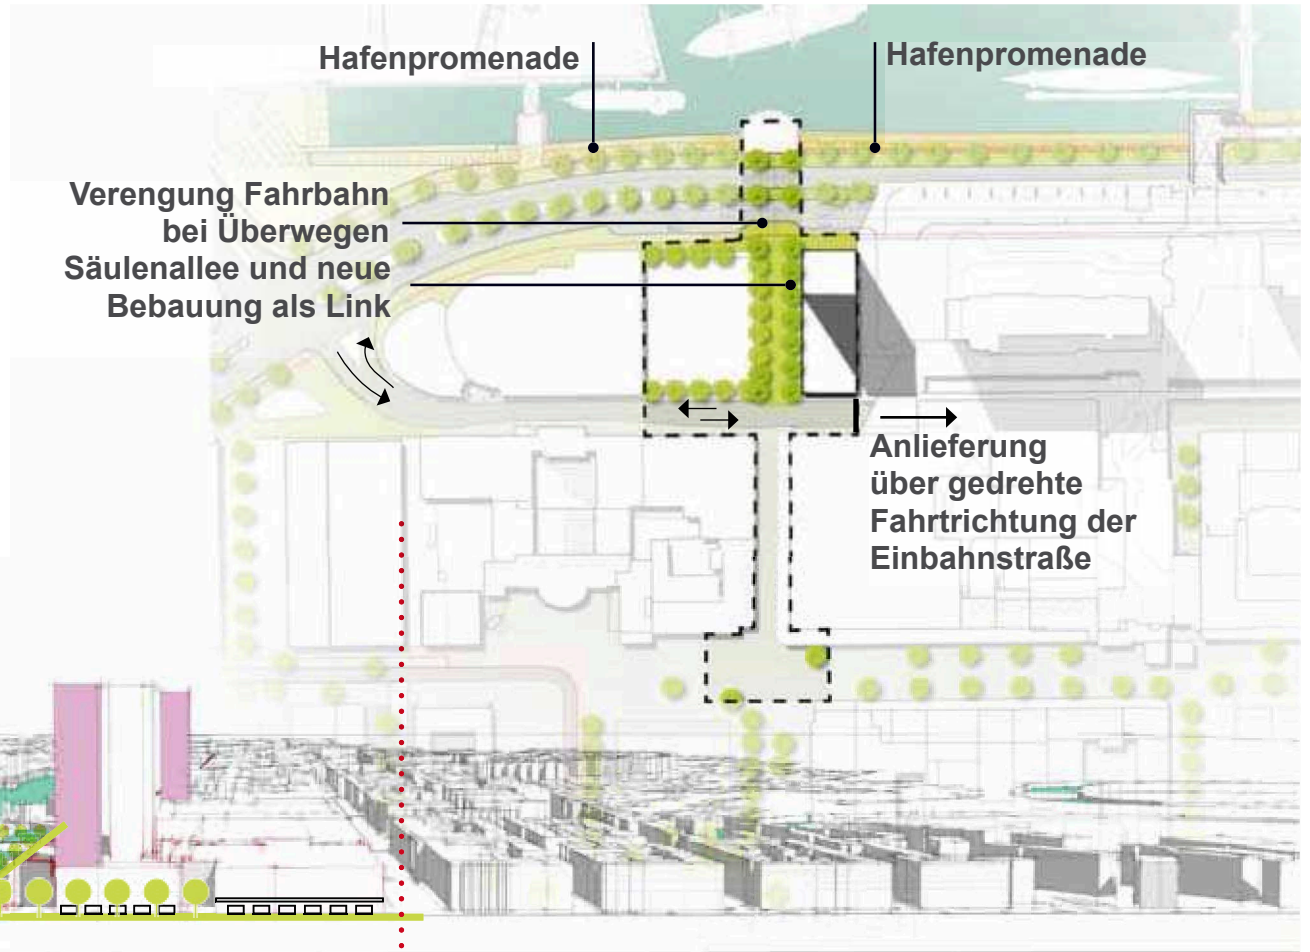 Hafenpromenade
Hafenpromenade
Verengung Fahrbahn
bei Überwegen
Säulenallee und neue
Bebauung als Link
Anlieferung
über gedrehte
Fahrtrichtung der
Einbahnstraße